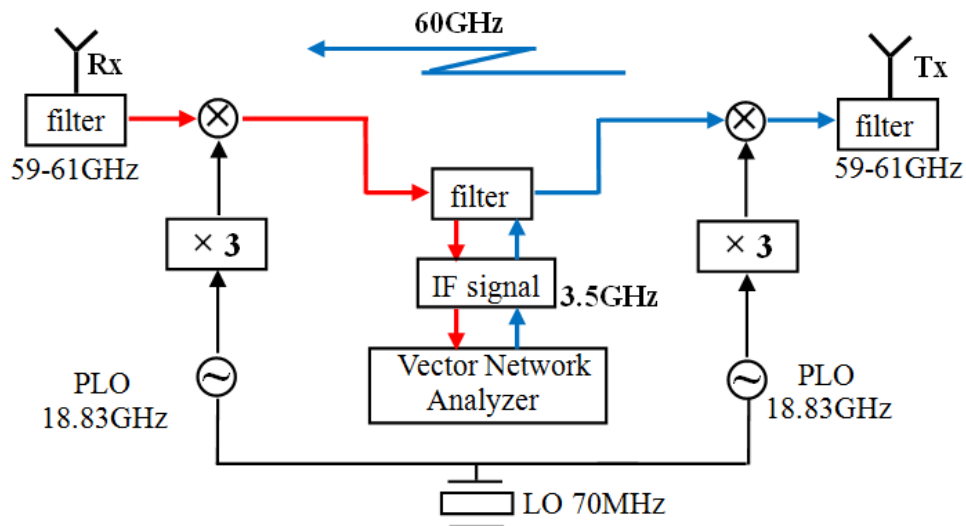 60GHz
Rx
Tx
filter
filter
59-61GHz
59-61GHz
filter
× 3
× 3
IF signal
3.5GHz
Vector Network
Analyzer
PLO
18.83GHz
PLO
18.83GHz
LO 70MHz